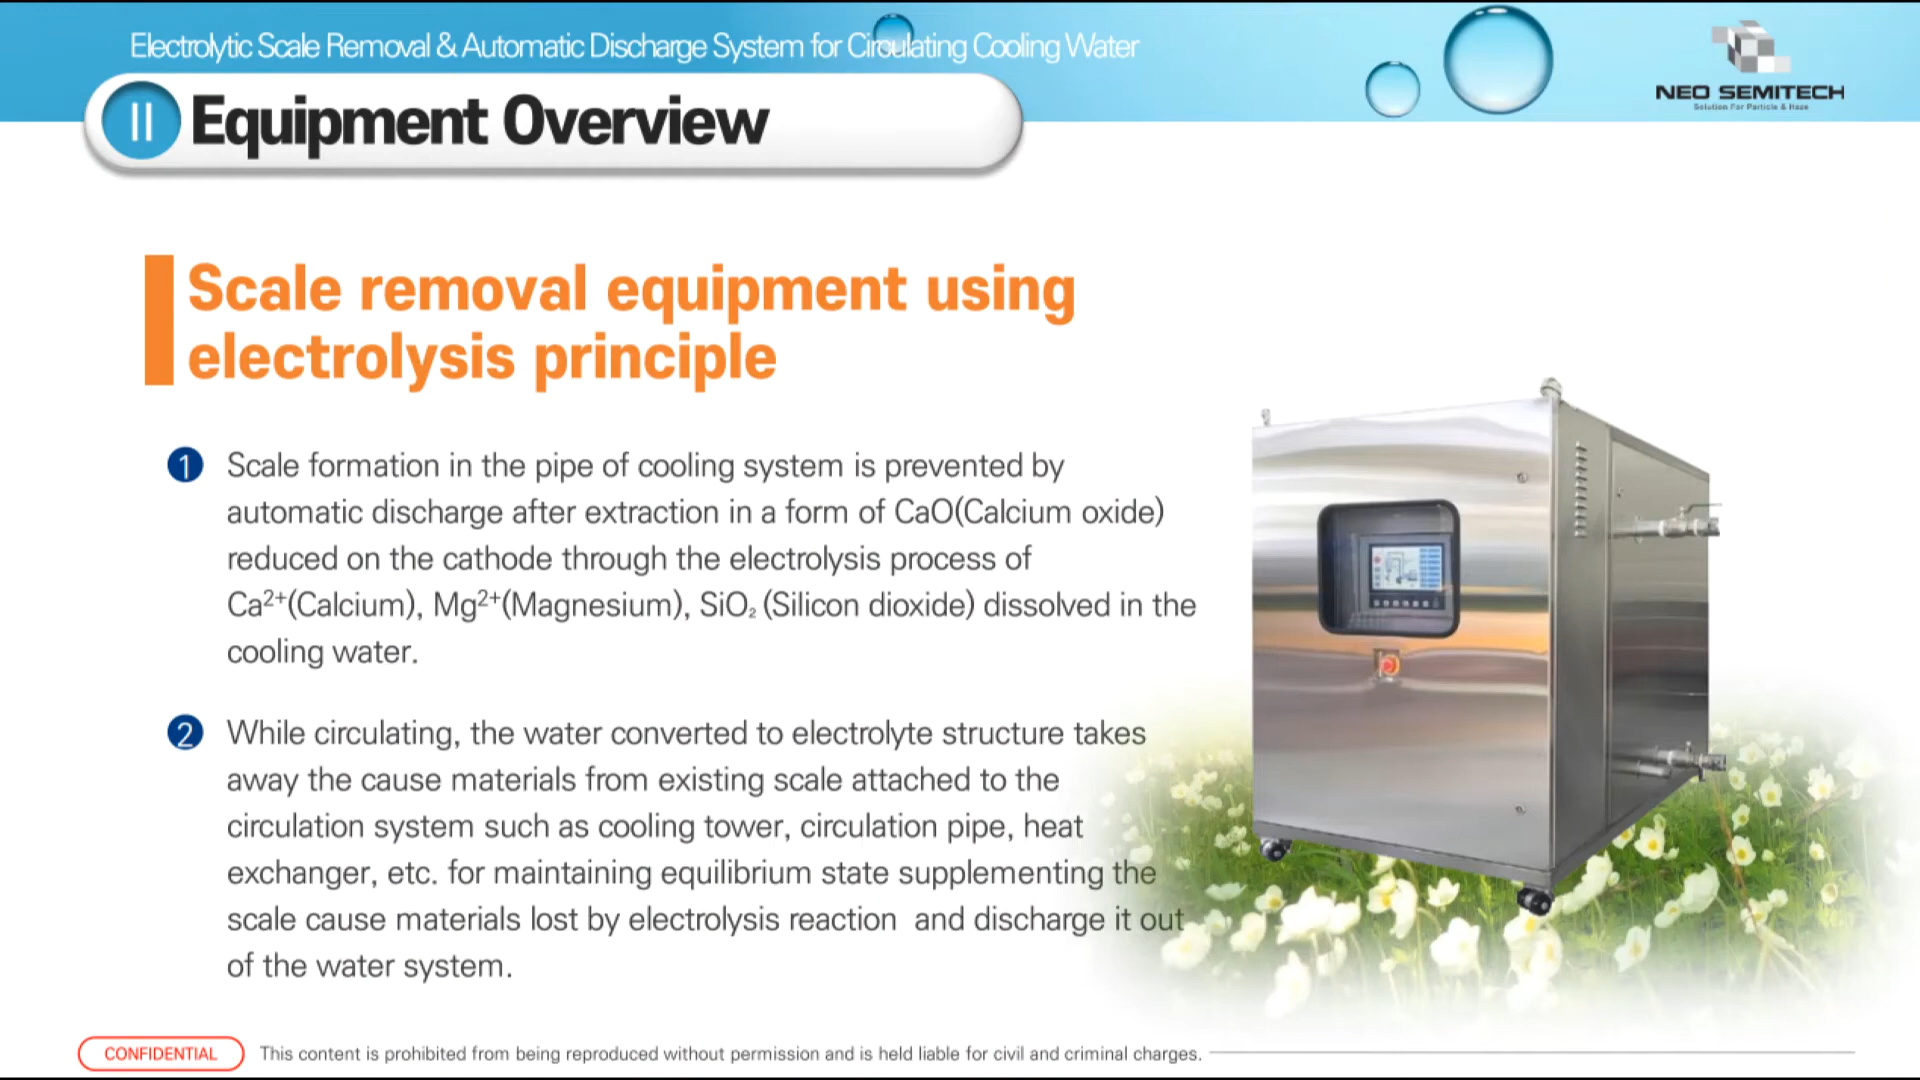 Electrolytic Scale Removal & Automatic Discharge System for Circulating Cooling Water
NEO SEMITECH
Solution For Particle & Haze
II Equipment Overview
Scale removal equipment using
electrolysis principle
1 Scale formation in the pipe of cooling system is prevented by
automatic discharge after extraction in a form of CaO(Calcium oxide)
reduced on the cathode through the electrolysis process of
Ca²⁺(Calcium), Mg²⁺(Magnesium), SiO₂ (Silicon dioxide) dissolved in the
cooling water.
2 While circulating, the water converted to electrolyte structure takes
away the cause materials from existing scale attached to the
circulation system such as cooling tower, circulation pipe, heat
exchanger, etc. for maintaining equilibrium state supplementing the
scale cause materials lost by electrolysis reaction  and discharge it out
of the water system.
CONFIDENTIAL
This content is prohibited from being reproduced without permission and is held liable for civil and criminal charges.